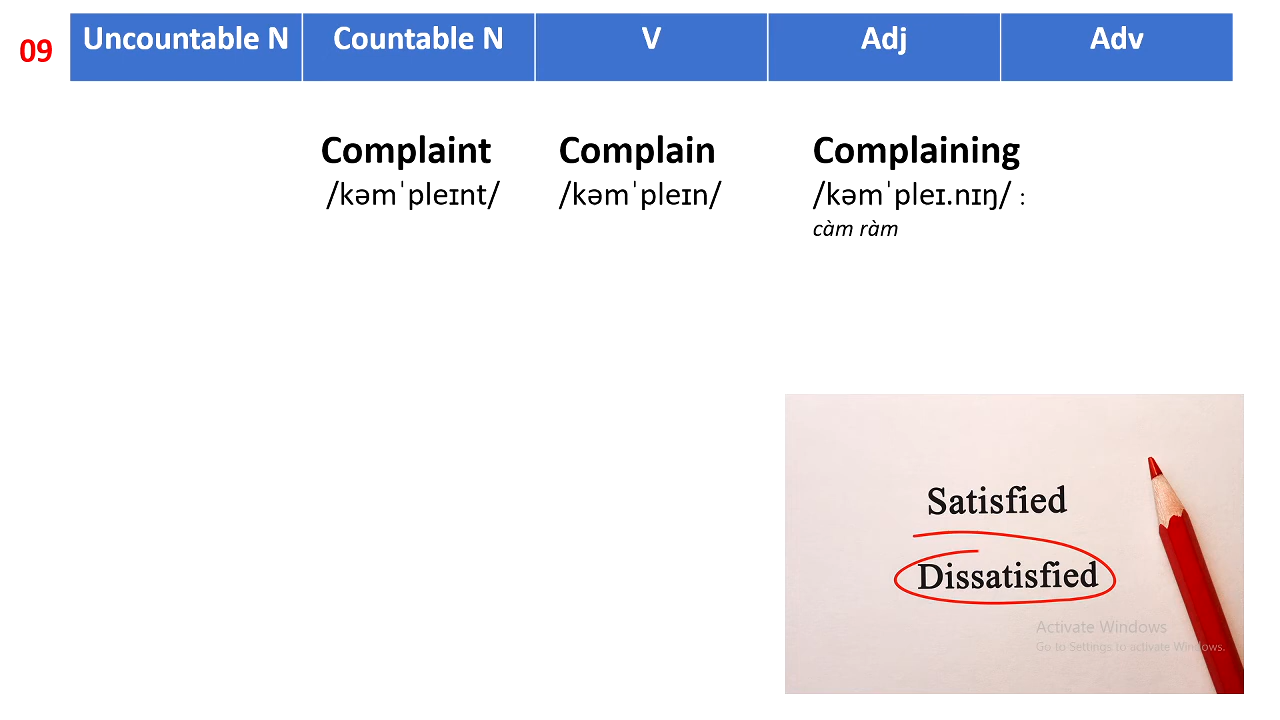 09
Uncountable N Countable N V Adj Adv
Complaint Complain Complaining
/kəmˈpleɪnt/ /kəmˈpleɪn/ /kəmˈpleɪ.nɪŋ/ :
càm ràm
Satisfied
Dissatisfied
Activate Windows
Go to Settings to activate Windows.